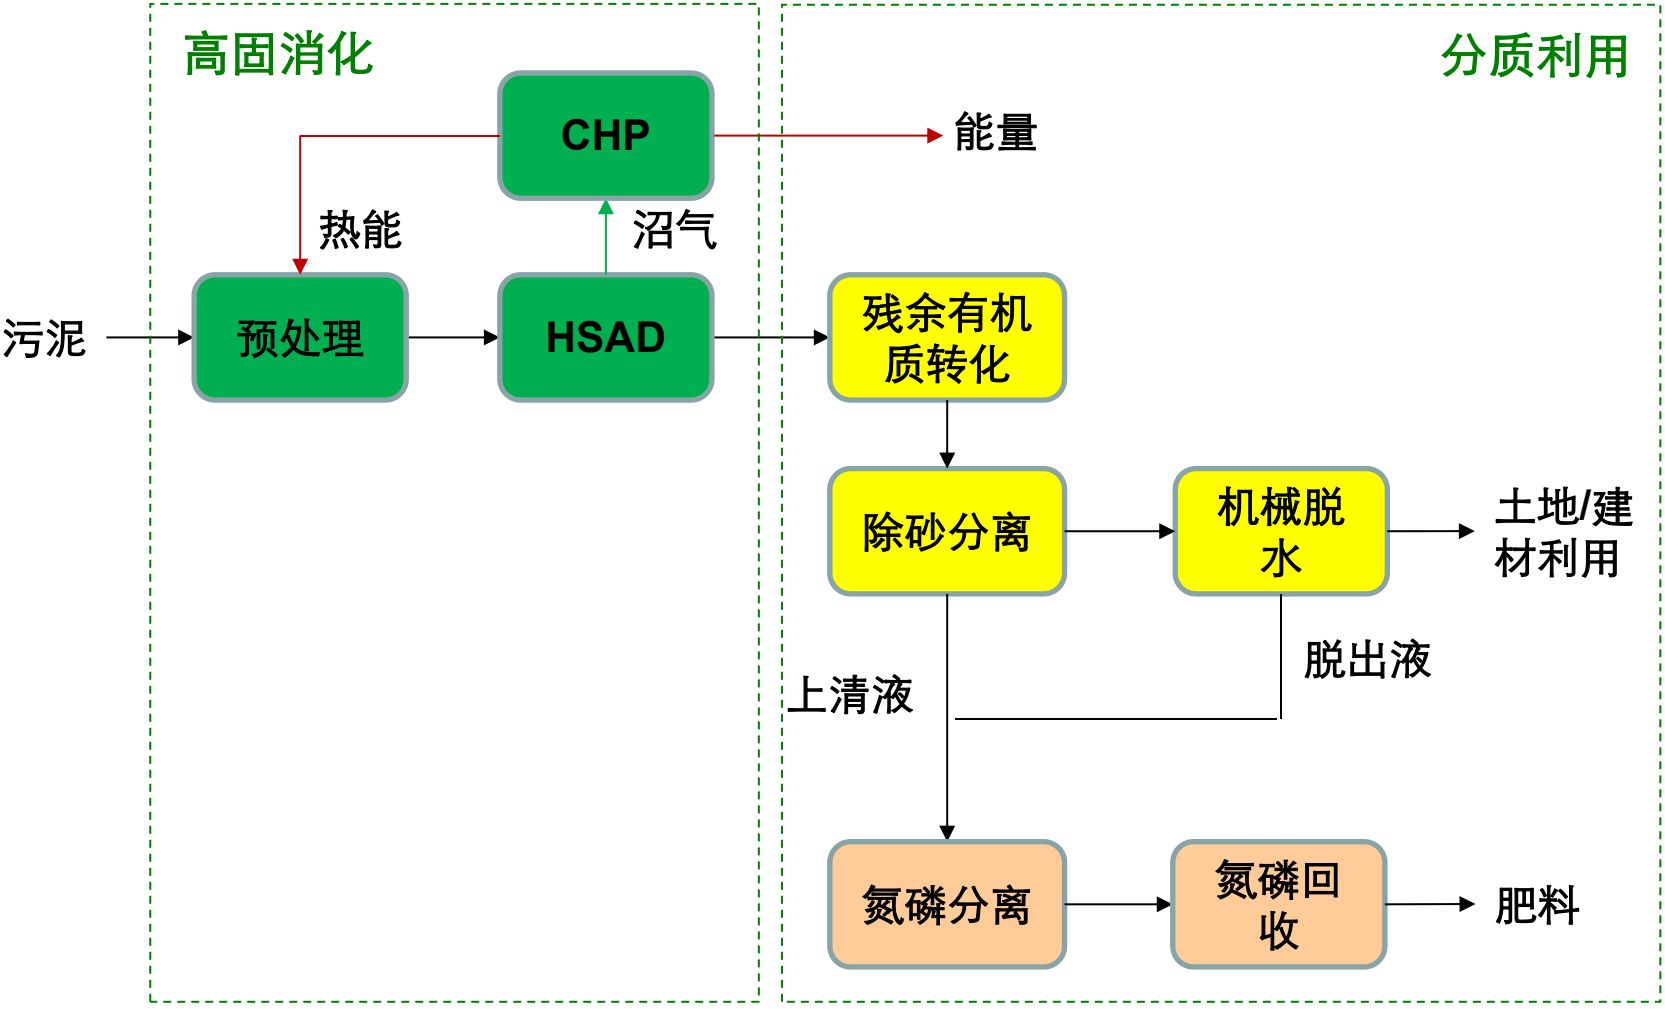 高固消化
分质利用
CHP
能量
热能
沼气
污泥
预处理
HSAD
残余有机
质转化
除砂分离
机械脱
水
土地/建
材利用
上清液
脱出液
氮磷分离
氮磷回
收
肥料